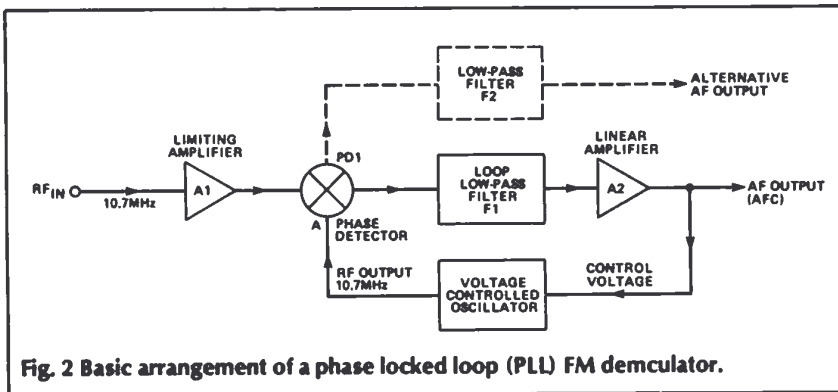 LOW-PASS
FILTER
F2
ALTERNATIVE
AF OUTPUT
LIMITING
AMPLIFIER
PD1
LINEAR
AMPLIFIER
RFIN
10.7MHz
A1
LOOP
LOW-PASS
FILTER
F1
A2
AF OUTPUT
(AFC)
A
PHASE
DETECTOR
RF OUTPUT
10.7MHz
VOLTAGE
CONTROLLED
OSCILLATOR
CONTROL
VOLTAGE
Fig. 2 Basic arrangement of a phase locked loop (PLL) FM demculator.